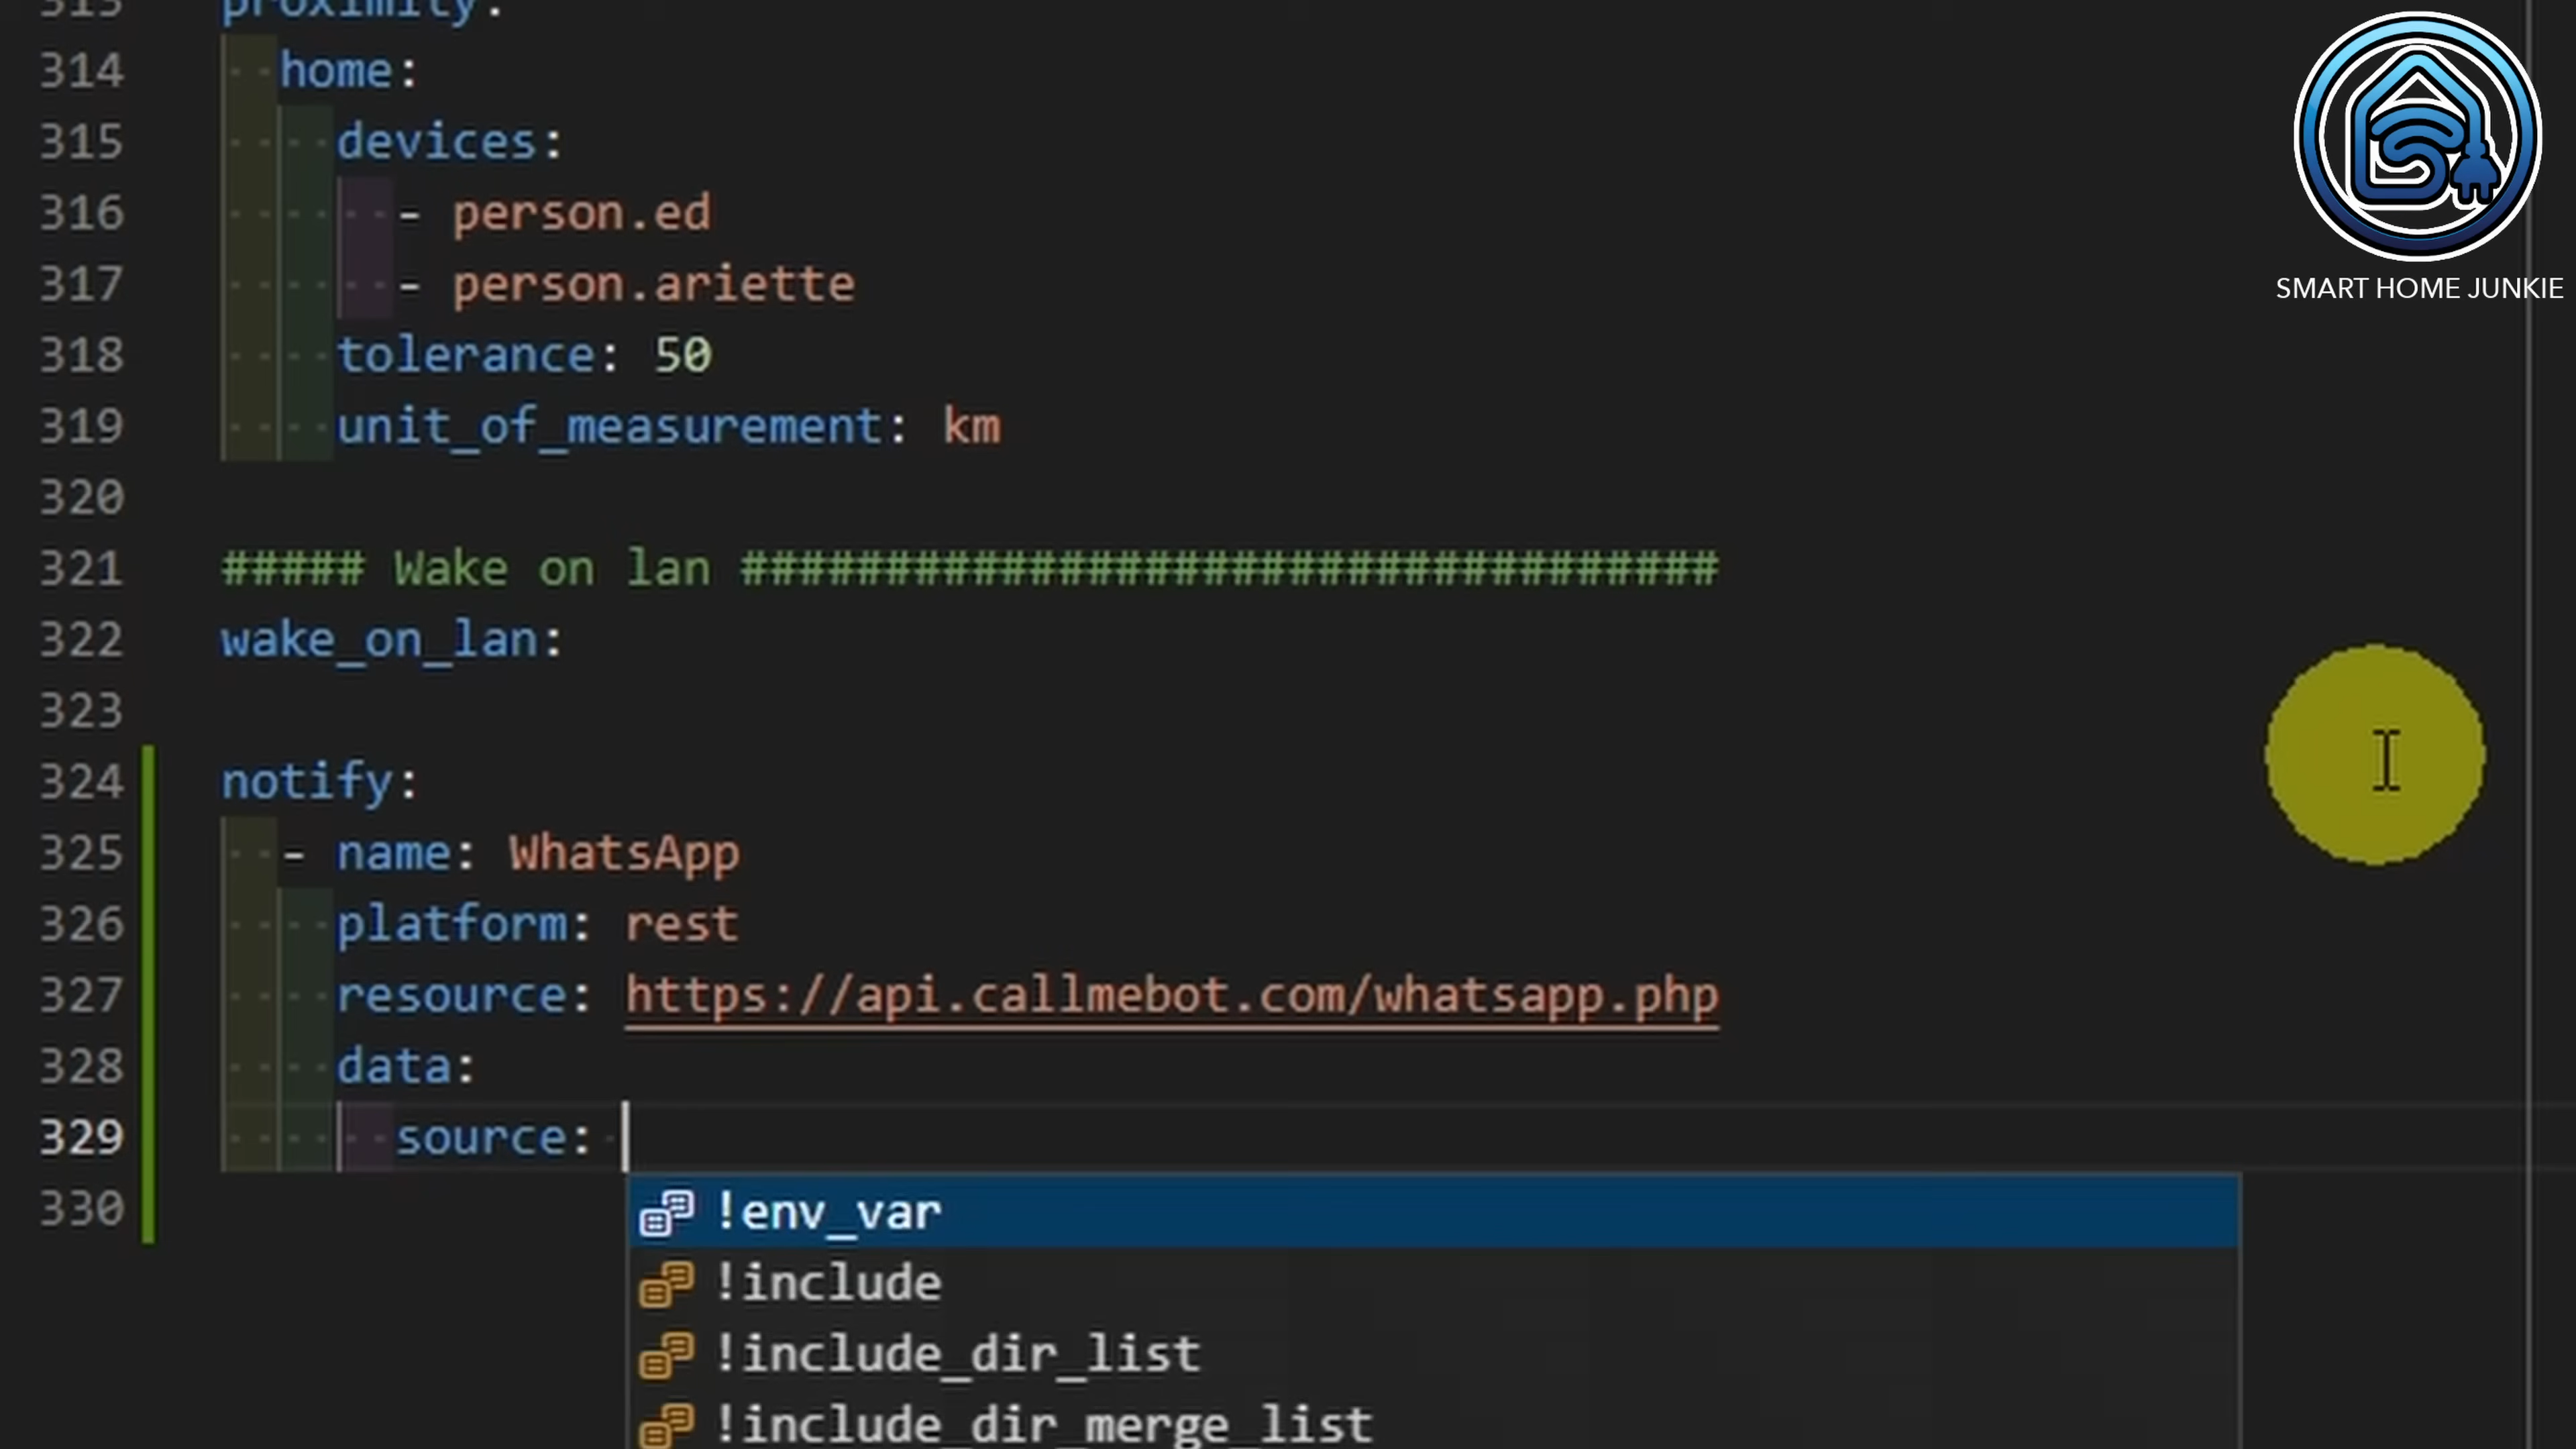 313 proximity:
314 home:
315 devices:
316 - person.ed
317 - person.ariette
318 tolerance: 50
319 unit_of_measurement: km
320
321 ##### Wake on lan ##################################
322 wake_on_lan:
323
324 notify:
325 - name: WhatsApp
326 platform: rest
327 resource: https://api.callmebot.com/whatsapp.php
328 data:
329 source:
330
!env_var
!include
!include_dir_list
!include_dir_merge_list
SMART HOME JUNKIE